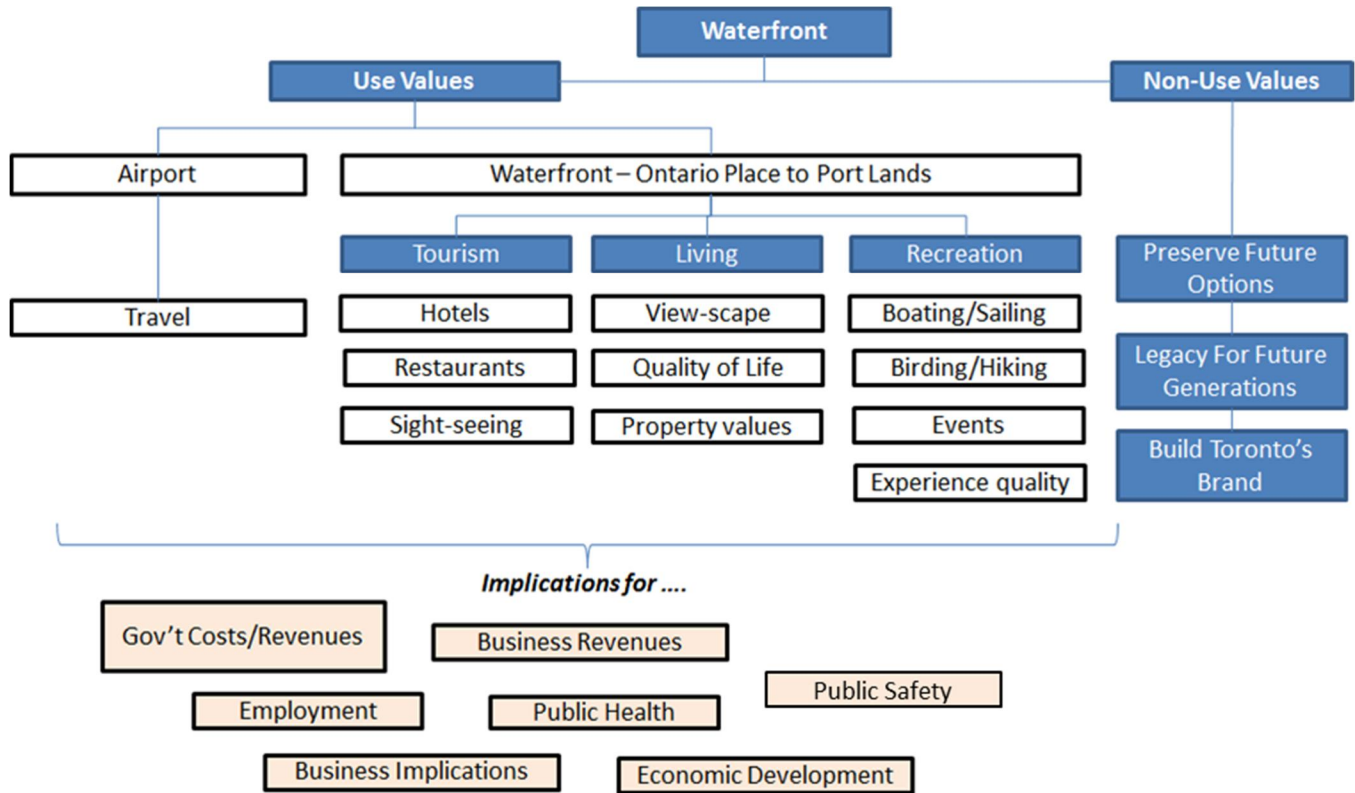 Waterfront
Use Values
Non-Use Values
Airport
Waterfront – Ontario Place to Port Lands
Travel
Tourism
Hotels
Restaurants
Sight-seeing
Living
View-scape
Quality of Life
Property values
Recreation
Boating/Sailing
Birding/Hiking
Events
Experience quality
Preserve Future
Options
Legacy For Future
Generations
Build Toronto’s
Brand
Implications for ....
Gov’t Costs/Revenues
Business Revenues
Public Safety
Employment
Public Health
Business Implications
Economic Development